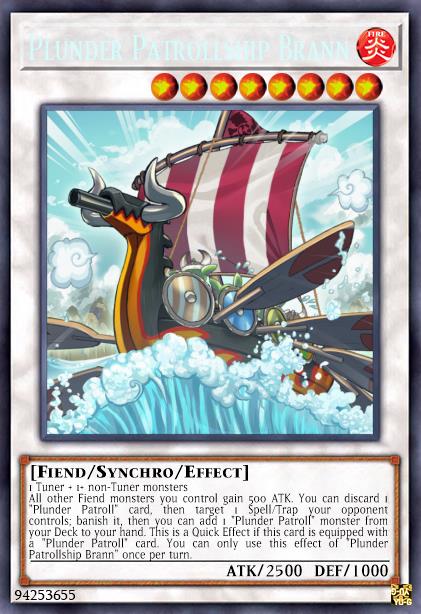 Plunder Patrollship Brann
FIRE
炎
[Fiend/Synchro/Effect]
1 Tuner + 1+ non-Tuner monsters
All other Fiend monsters you control gain 500 ATK. You can discard 1
"Plunder Patroll" card, then target 1 Spell/Trap your opponent
controls; banish it, then you can add 1 "Plunder Patroll" monster from
your Deck to your hand. This is a Quick Effect if this card is equipped with
a "Plunder Patroll" card. You can only use this effect of "Plunder
Patrollship Brann" once per turn.
ATK/2500 DEF/1000
94253655